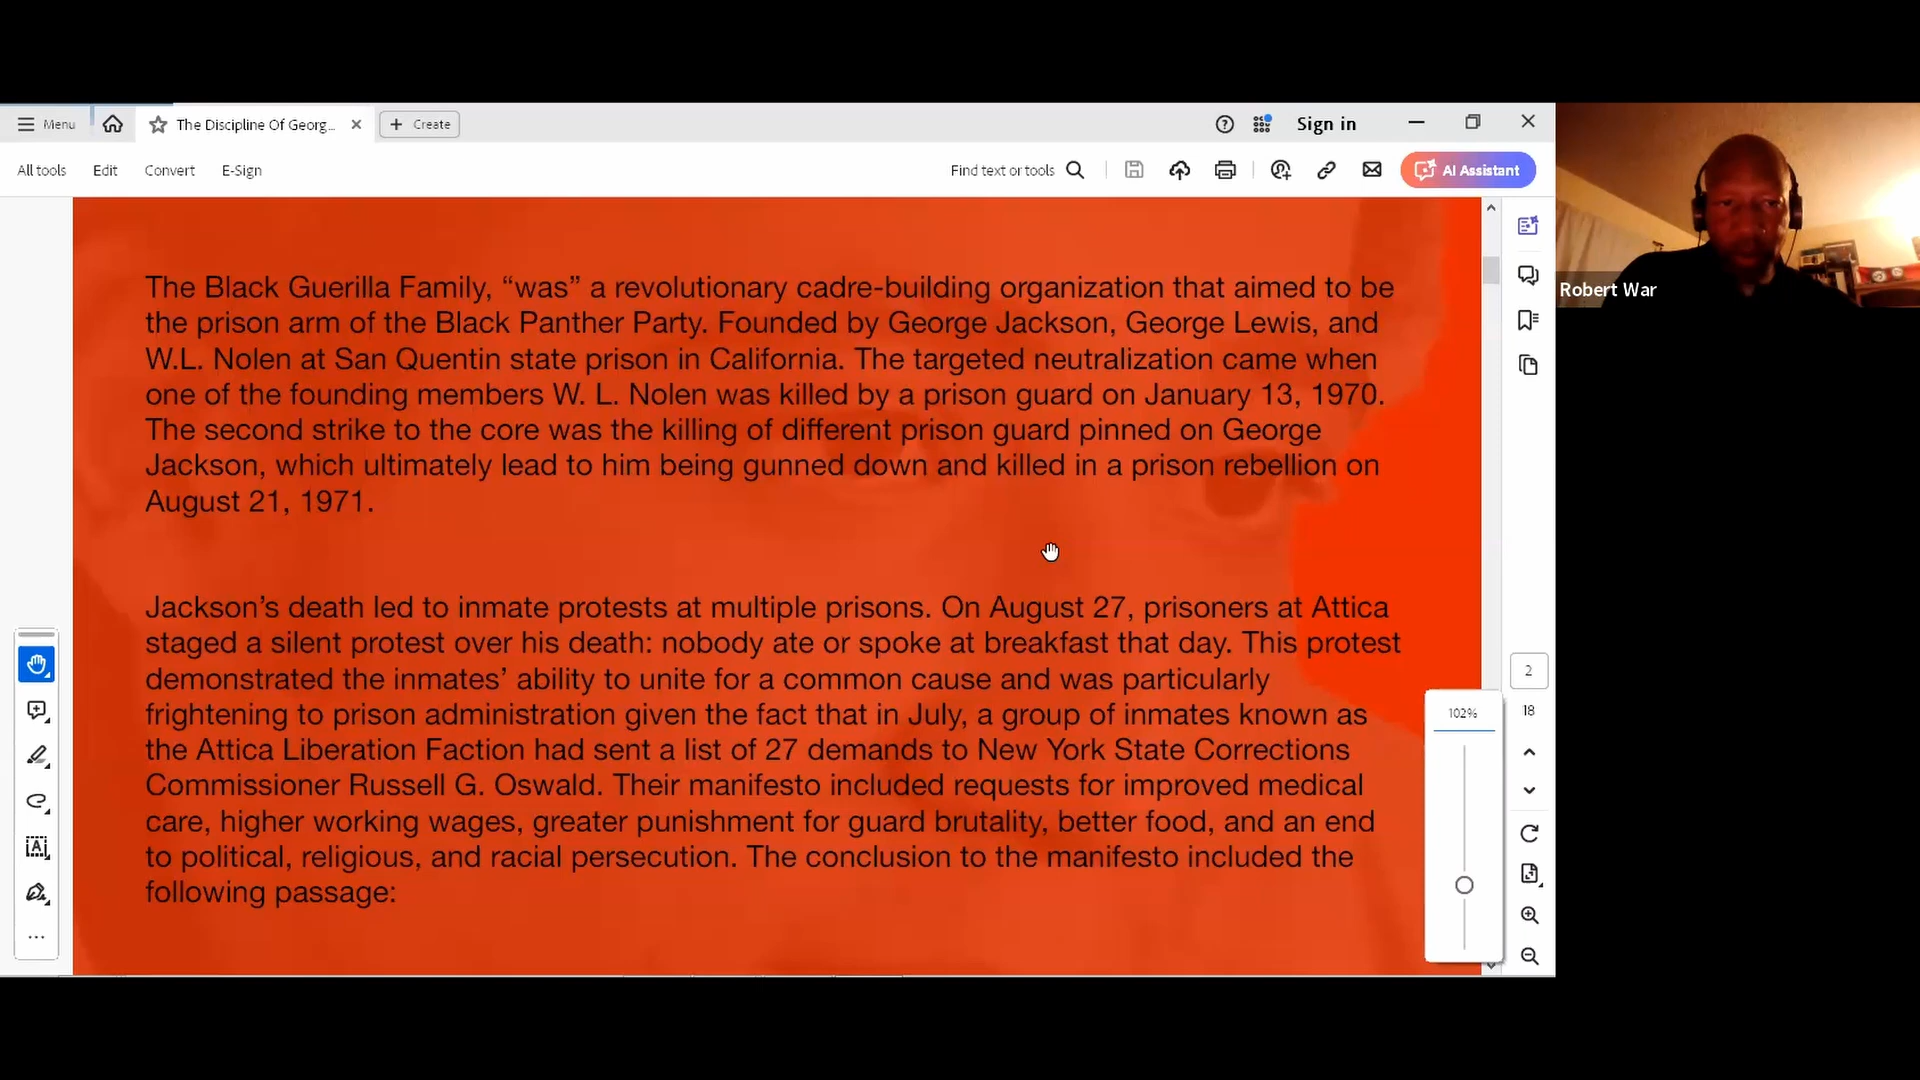 Menu
The Discipline Of Georg...
Create
Sign in
All tools
Edit
Convert
E-Sign
Find text or tools
AI Assistant
The Black Guerilla Family, “was” a revolutionary cadre-building organization that aimed to be
the prison arm of the Black Panther Party. Founded by George Jackson, George Lewis, and
W.L. Nolen at San Quentin state prison in California. The targeted neutralization came when
one of the founding members W. L. Nolen was killed by a prison guard on January 13, 1970.
The second strike to the core was the killing of different prison guard pinned on George
Jackson, which ultimately lead to him being gunned down and killed in a prison rebellion on
August 21, 1971.
Jackson’s death led to inmate protests at multiple prisons. On August 27, prisoners at Attica
staged a silent protest over his death: nobody ate or spoke at breakfast that day. This protest
demonstrated the inmates’ ability to unite for a common cause and was particularly
frightening to prison administration given the fact that in July, a group of inmates known as
the Attica Liberation Faction had sent a list of 27 demands to New York State Corrections
Commissioner Russell G. Oswald. Their manifesto included requests for improved medical
care, higher working wages, greater punishment for guard brutality, better food, and an end
to political, religious, and racial persecution. The conclusion to the manifesto included the
following passage:
2
18
102%
Robert War